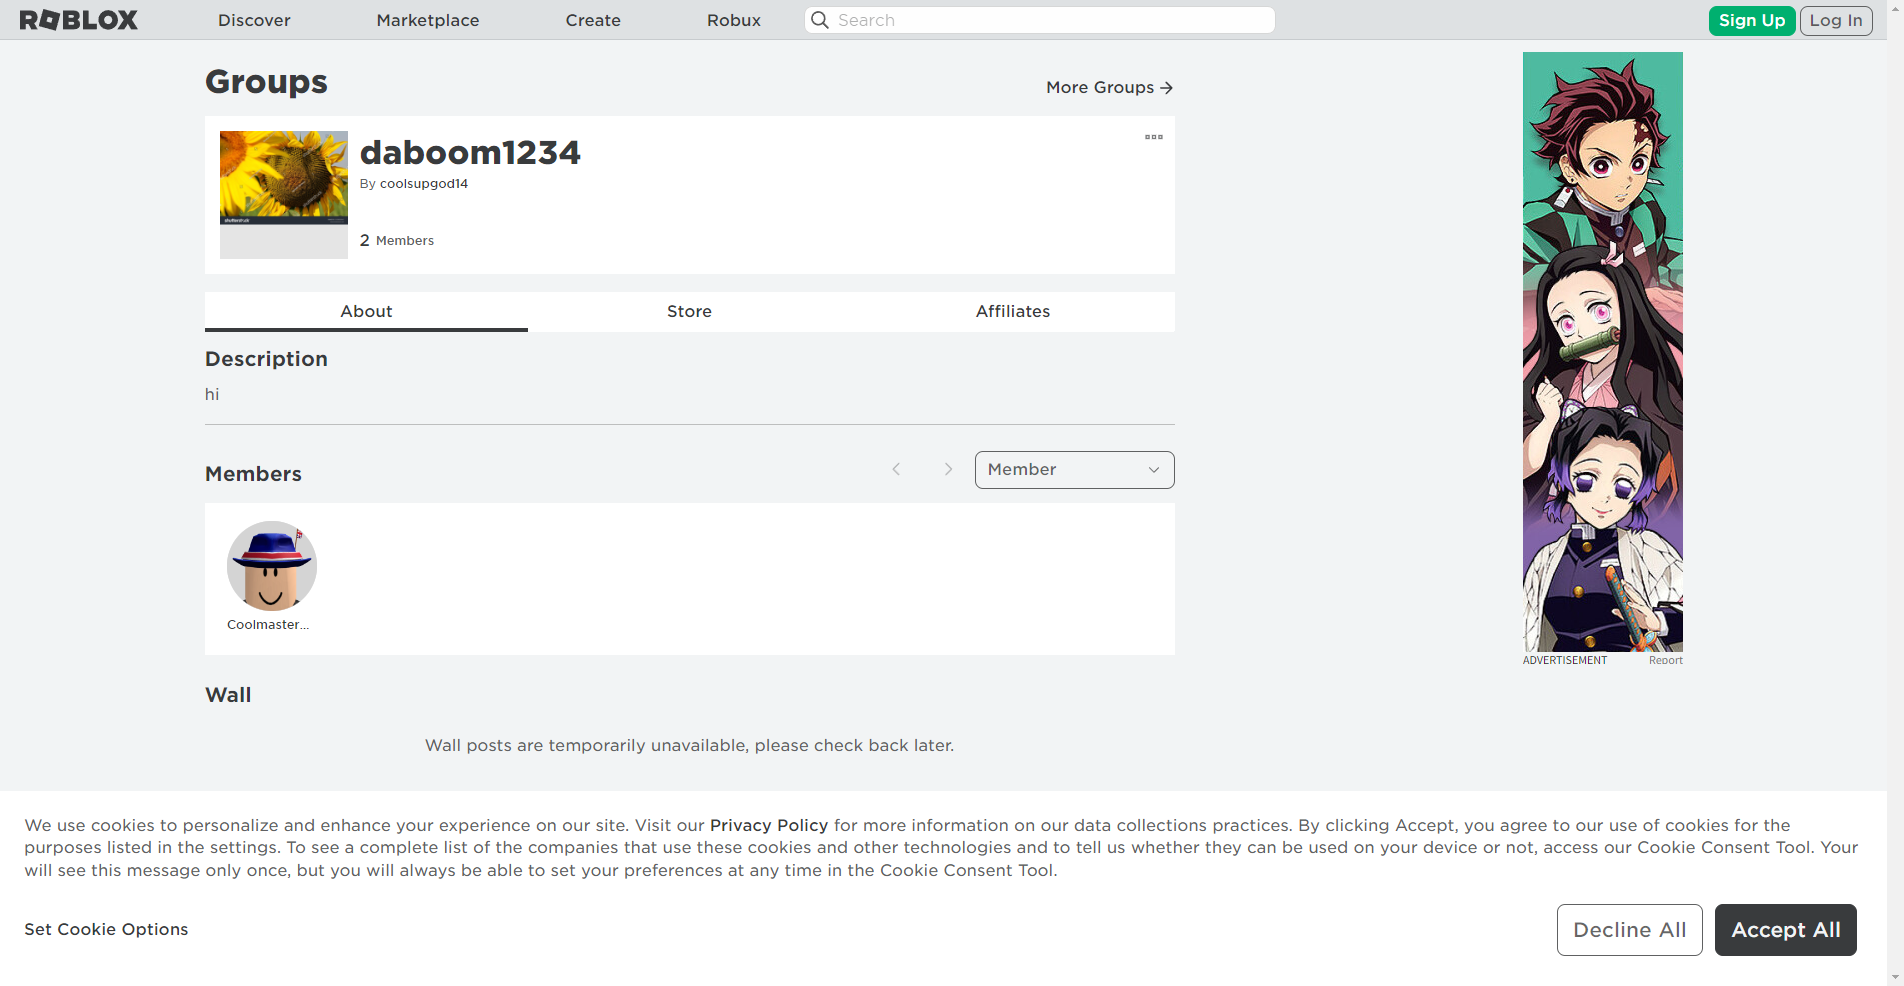 ROBLOX
Discover
Marketplace
Create
Robux
Search
Sign Up
Log In
Groups
More Groups
daboom1234
By coolsupgod14
2 Members
About
Store
Affiliates
Description
hi
Members
Member
Coolmaster...
Wall
Wall posts are temporarily unavailable, please check back later.
ADVERTISEMENT
Report
We use cookies to personalize and enhance your experience on our site. Visit our Privacy Policy for more information on our data collections practices. By clicking Accept, you agree to our use of cookies for the
purposes listed in the settings. To see a complete list of the companies that use these cookies and other technologies and to tell us whether they can be used on your device or not, access our Cookie Consent Tool. Your
will see this message only once, but you will always be able to set your preferences at any time in the Cookie Consent Tool.
Set Cookie Options
Decline All
Accept All